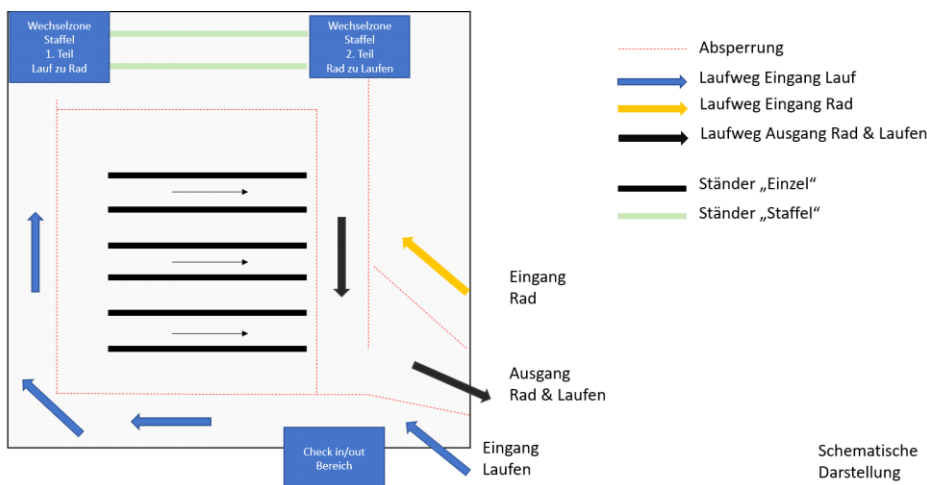 Wechselzone
Staffel
1. Teil
Lauf zu Rad
Wechselzone
Staffel
2. Teil
Rad zu Laufen
Absperrung
Laufweg Eingang Lauf
Laufweg Eingang Rad
Laufweg Ausgang Rad & Laufen
Ständer „Einzel“
Ständer „Staffel“
Eingang
Rad
Ausgang
Rad & Laufen
Eingang
Laufen
Check in/out
Bereich
Schematische
Darstellung